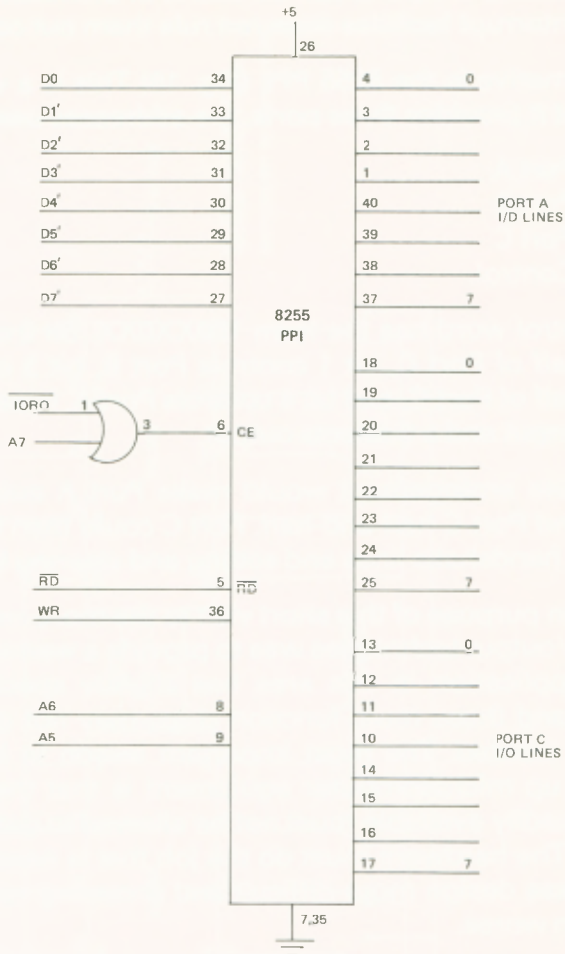 +5
26
D0 34
D1' 33
D2' 32
D3' 31
D4' 30
D5' 29
D6' 28
D7' 27
4 0
3
2
1
40
39
38
37 7
PORT A
I/D LINES
8255
PPI
18 0
19
20
21
22
23
24
25 7
IORQ 1
A7
3
6 CE
RD 5 RD
WR 36
A6 8
A5 9
13 0
12
11
10
14
15
16
17 7
PORT C
I/O LINES
7,35